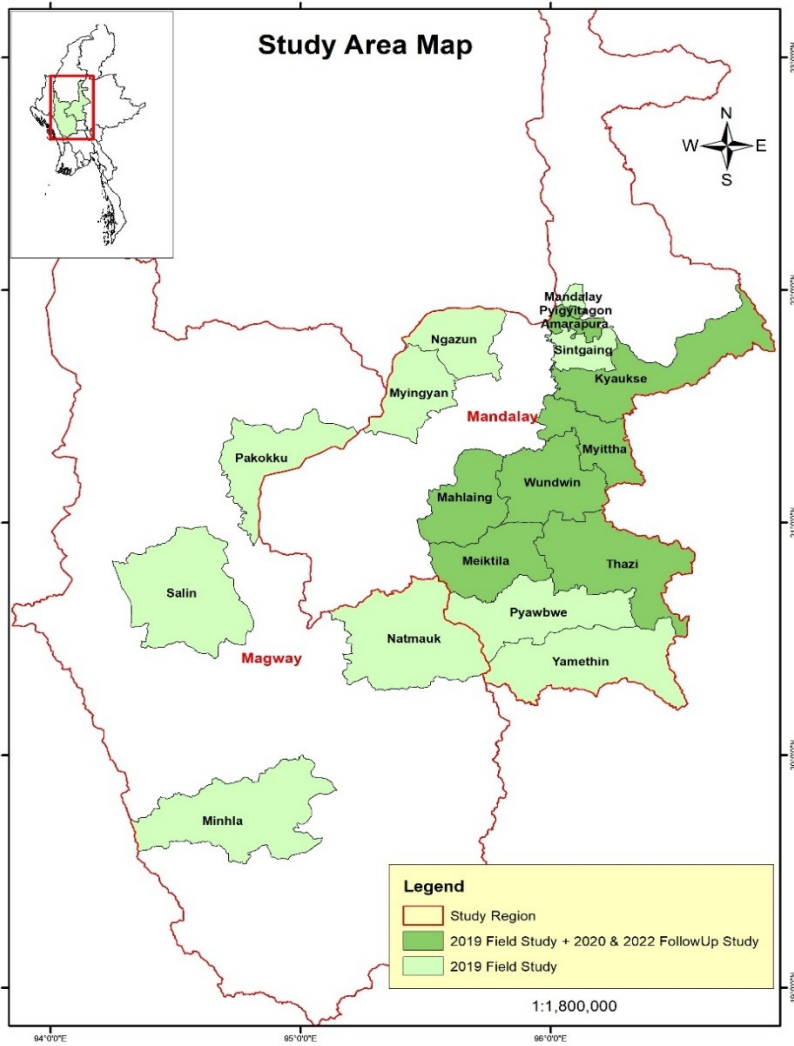 Study Area Map
N
W E
S
Mandalay
Pyigyitagon
Amarapura
Sintgaing
Ngazun
Kyaukse
Myingyan
Mandalay
Myittha
Pakokku
Wundwin
Mahlaing
Meiktila
Thazi
Salin
Pyawbwe
Natmauk
Magway
Yamethin
Minhla
Legend
Study Region
2019 Field Study + 2020 & 2022 FollowUp Study
2019 Field Study
1:1,800,000
94°0'0"E 95°0'0"E 96°0'0"E